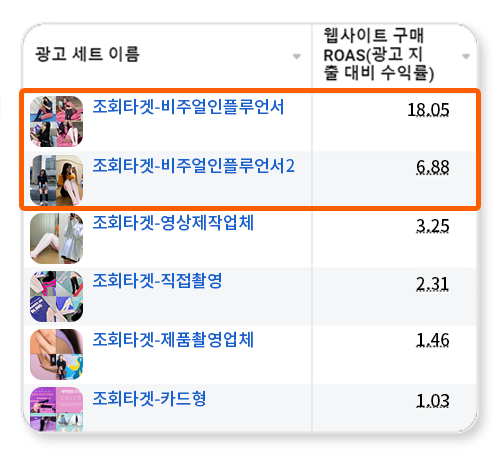 광고 세트 이름
웹사이트 구매
ROAS(광고 지
출 대비 수익률)
조회타겟-비주얼인플루언서
18.05
조회타겟-비주얼인플루언서2
6.88
조회타겟-영상제작업체
3.25
조회타겟-직접촬영
2.31
조회타겟-제품촬영업체
1.46
조회타겟-카드형
1.03